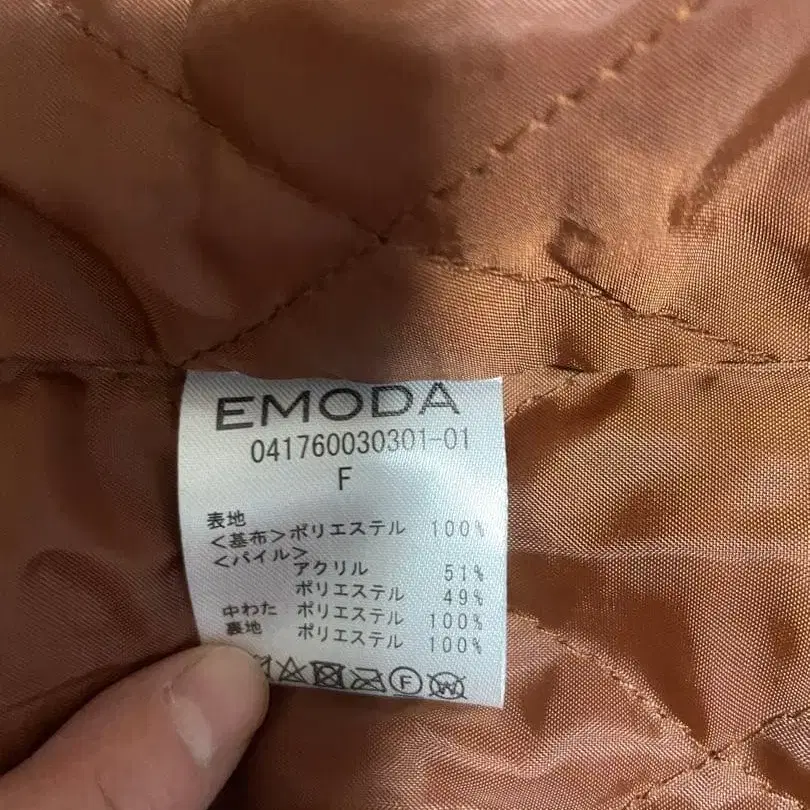 EMODA
041760030301-01
F
表地
<基布>ポリエステル 100%
<パイル>
アクリル 51%
ポリエステル 49%
中わた ポリエステル 100%
裏地 ポリエステル 100%
F W